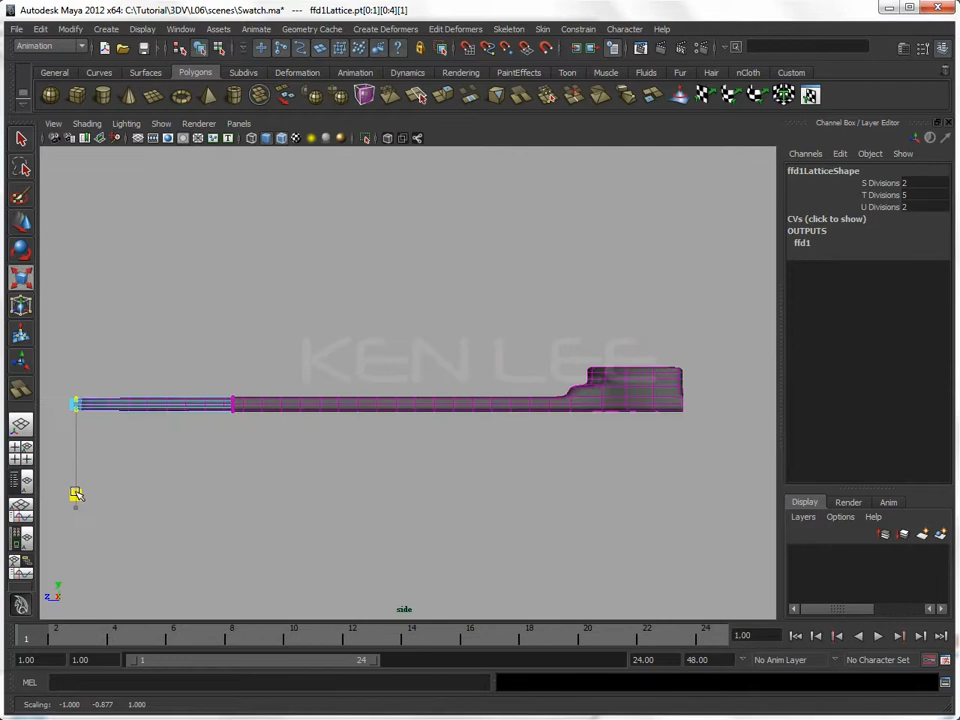 Autodesk Maya 2012 x64: C:\Tutorial\3DV\L06\scenes\Swatch.ma* --- ffd1Lattice.pt[0:1][0:4][1]
File Edit Modify Create Display Window Assets Animate Geometry Cache Create Deformers Edit Deformers Skeleton Skin Constrain Character Help
Animation
General Curves Surfaces Polygons Subdivs Deformation Animation Dynamics Rendering PaintEffects Toon Muscle Fluids Fur Hair nCloth Custom
View Shading Lighting Show Renderer Panels
Channel Box / Layer Editor
Channels Edit Object Show
ffd1LatticeShape
S Divisions 2
T Divisions 5
U Divisions 2
CVs (click to show)
OUTPUTS
ffd1
KEN LEE
Display Render Anim
Layers Options Help
y
z x
side
1 2 4 6 8 10 12 14 16 18 20 22 24 1.00
1.00 1.00 1 24 24.00 48.00 No Anim Layer No Character Set
MEL
Scaling: -1.000 -0.877 1.000